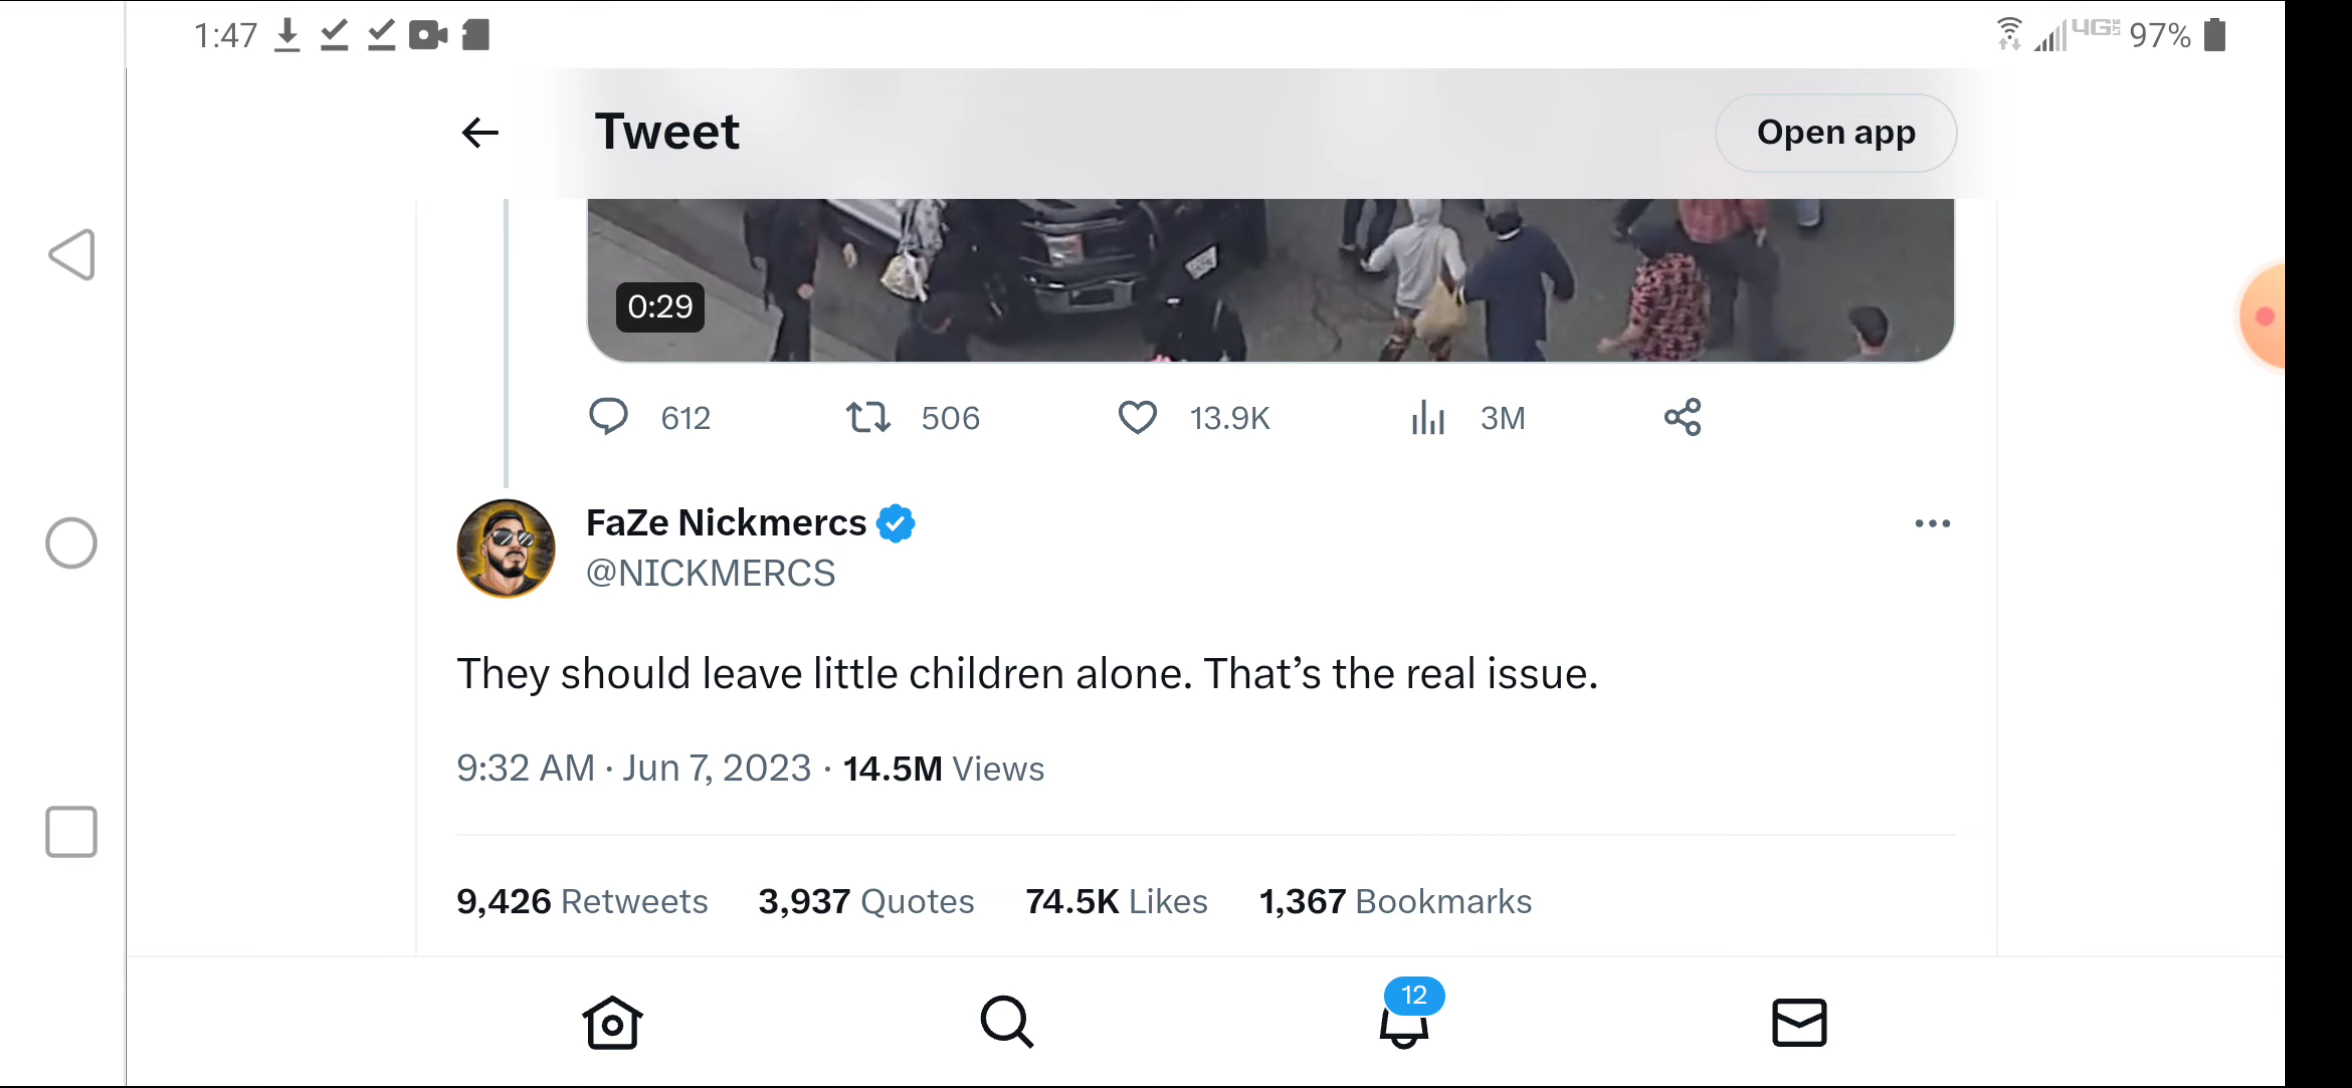 1:47
4G 97%
Tweet
Open app
0:29
612 506 13.9K 3M
FaZe Nickmercs
@NICKMERCS
They should leave little children alone. That’s the real issue.
9:32 AM · Jun 7, 2023 · 14.5M Views
9,426 Retweets 3,937 Quotes 74.5K Likes 1,367 Bookmarks
12